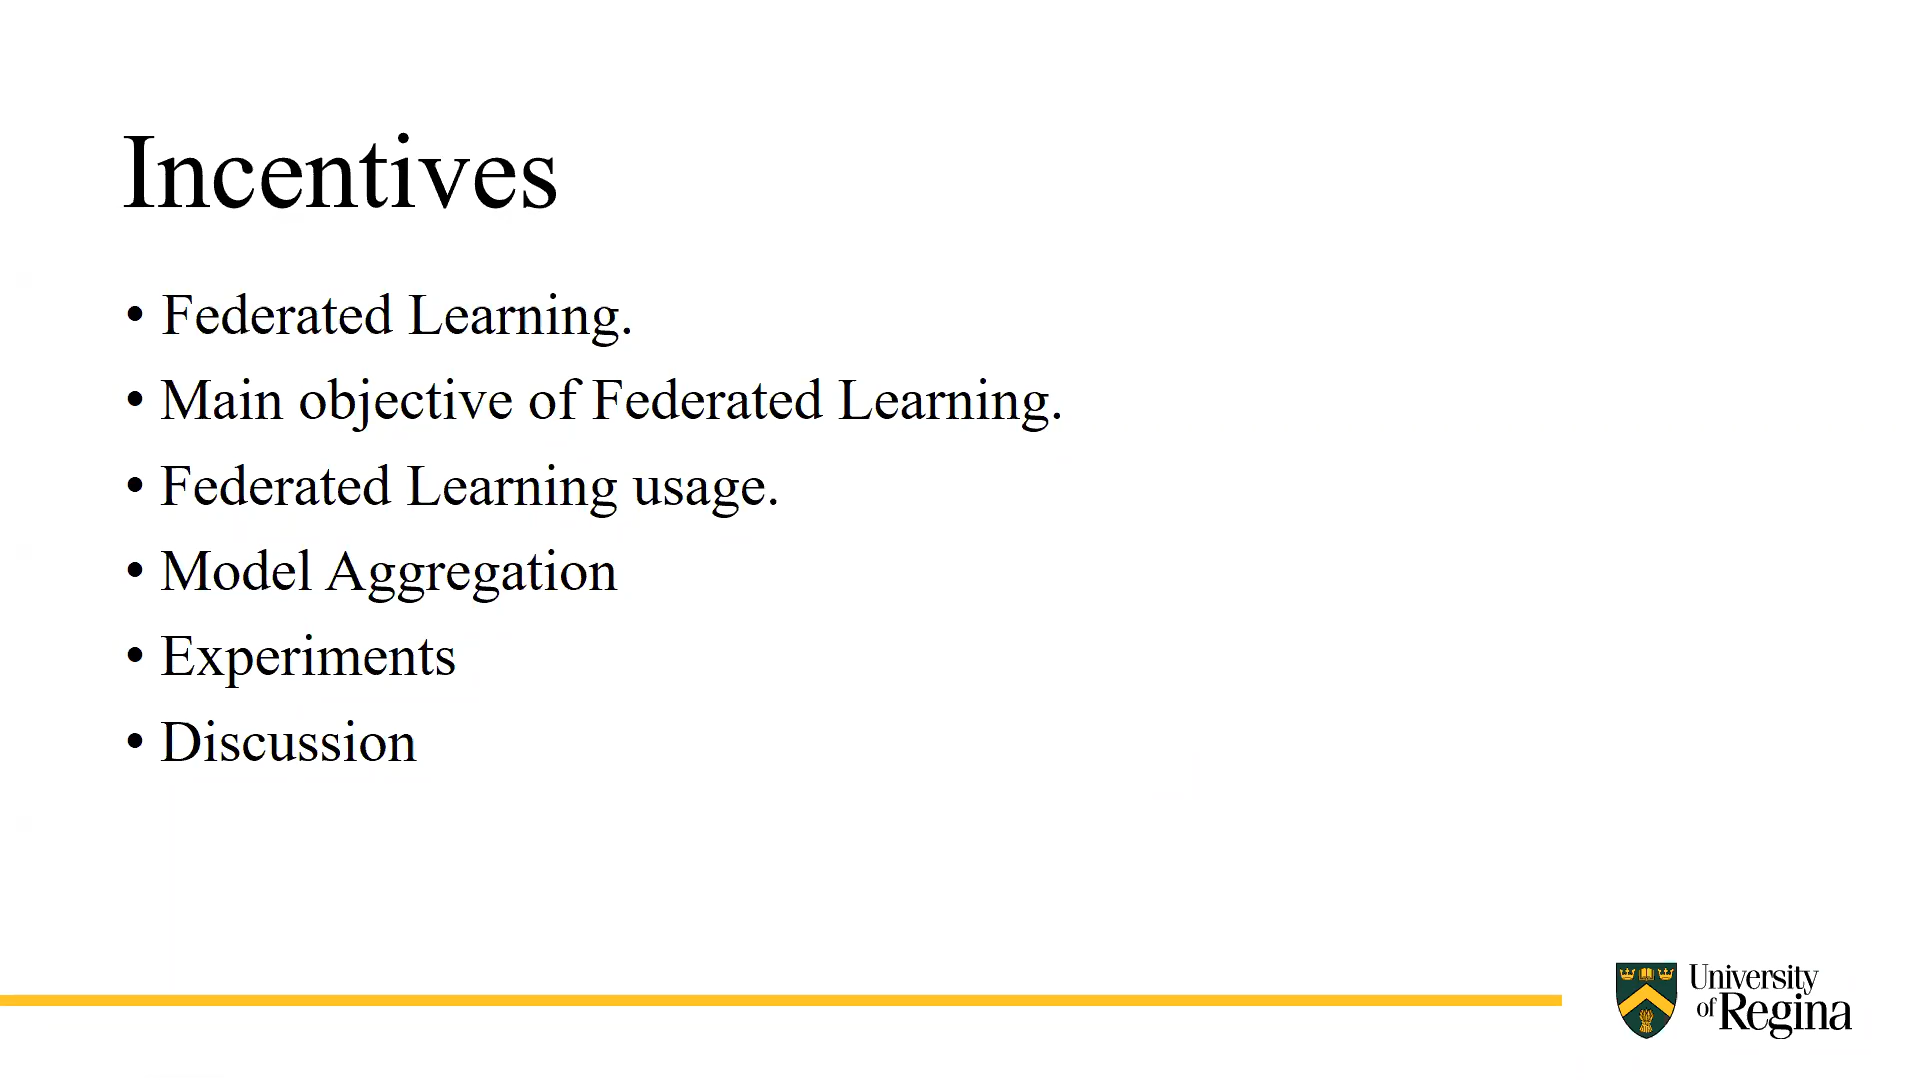 Incentives
• Federated Learning.
• Main objective of Federated Learning.
• Federated Learning usage.
• Model Aggregation
• Experiments
• Discussion
University
of Regina